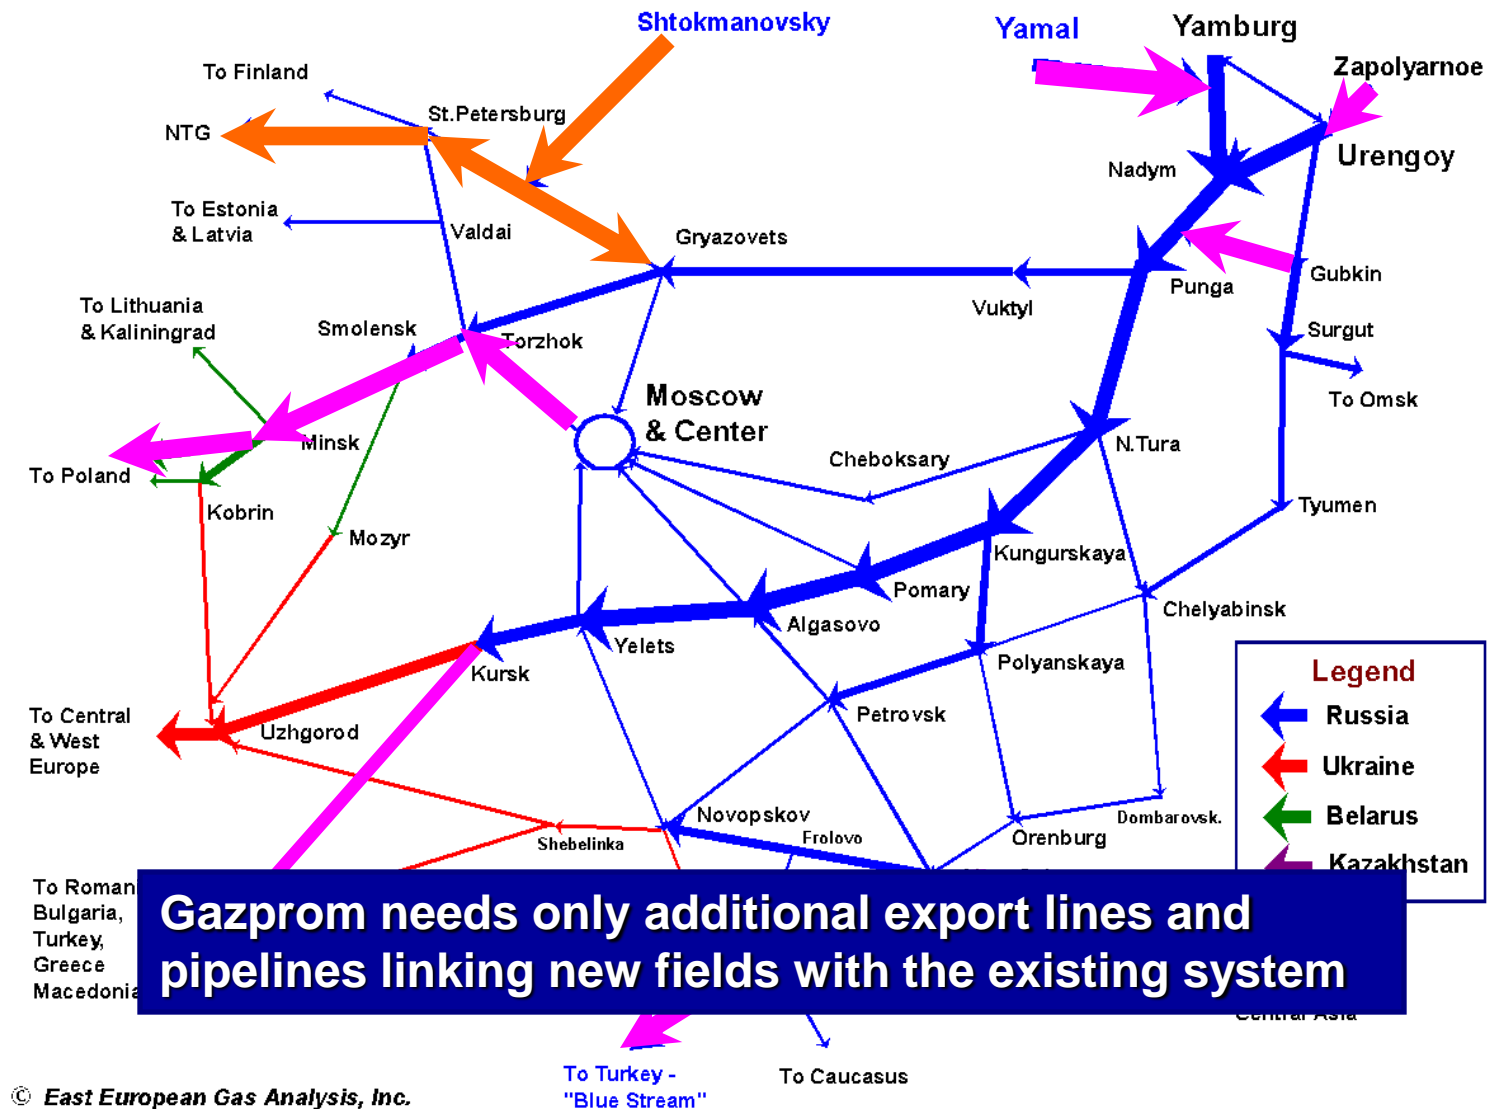 Shtokmanovsky
Yamal
Yamburg
Zapolyarnoe
To Finland
St.Petersburg
NTG
Urengoy
Nadym
To Estonia
& Latvia
Valdai
Gryazovets
Gubkin
Punga
Vuktyl
To Lithuania
& Kaliningrad
Smolensk
Torzhok
Surgut
To Omsk
Moscow
& Center
Minsk
N.Tura
Cheboksary
To Poland
Kobrin
Tyumen
Mozyr
Kungurskaya
Pomary
Chelyabinsk
Algasovo
Yelets
Polyanskaya
Kursk
Legend
Russia
Ukraine
Belarus
Kazakhstan
To Central
& West
Europe
Uzhgorod
Petrovsk
Novopskov
Frolovo
Shebelinka
Orenburg
Dombarovsk.
To Roman
Bulgaria,
Turkey,
Greece
Macedonia
Gazprom needs only additional export lines and
pipelines linking new fields with the existing system
Central Asia
To Turkey -
"Blue Stream"
To Caucasus
© East European Gas Analysis, Inc.